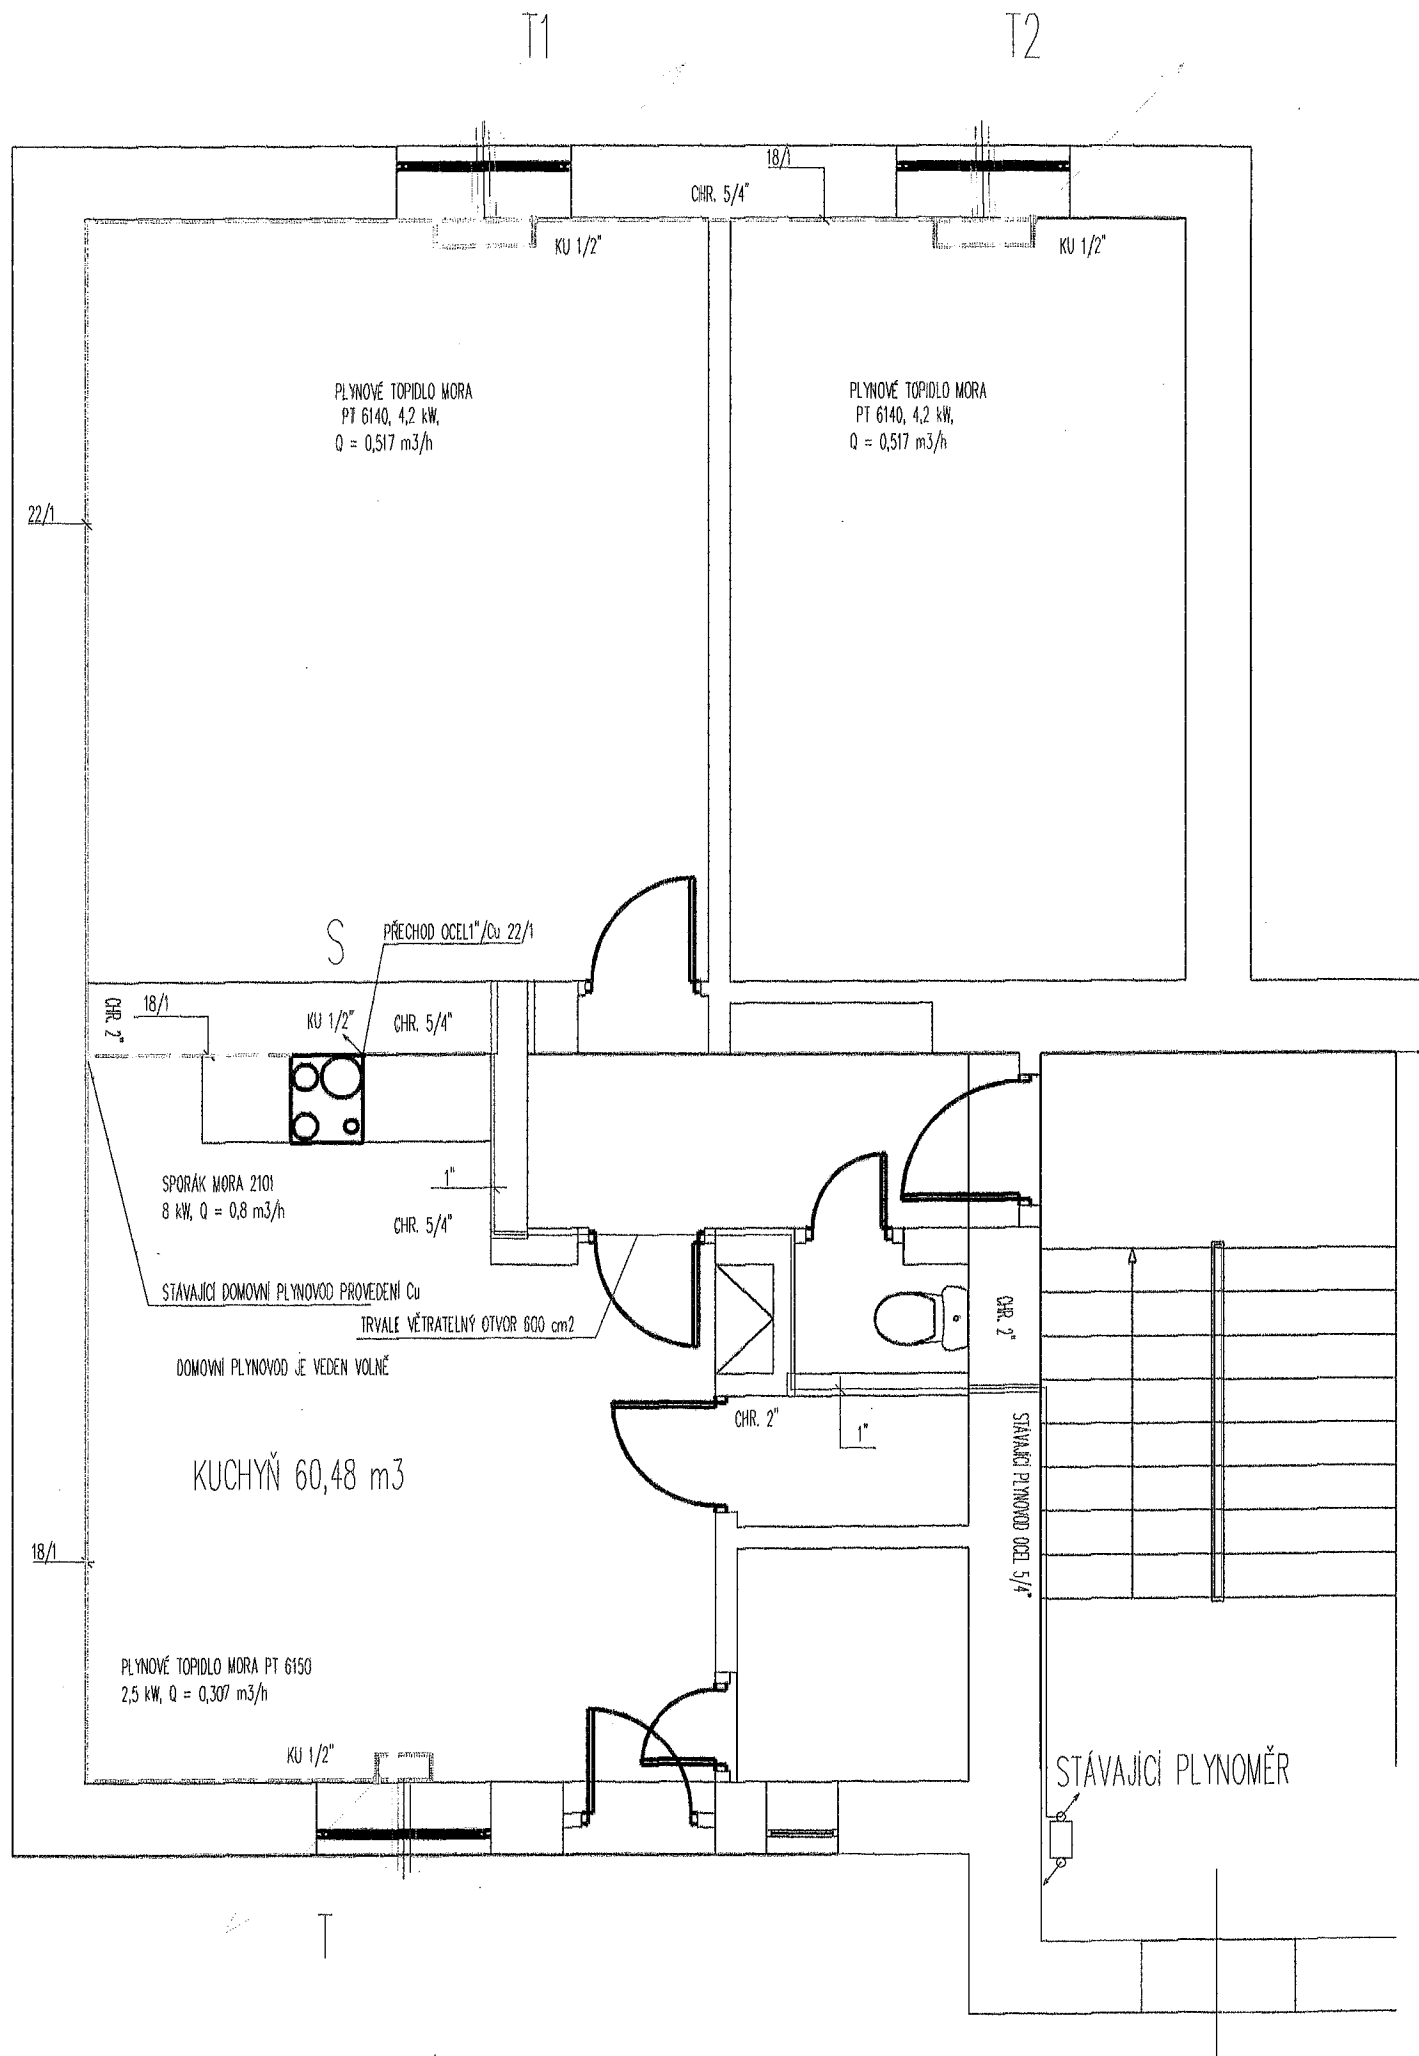 T1
T2
18/1
CHR. 5/4"
KU 1/2"
KU 1/2"
PLYNOVÉ TOPIDLO MORA
PT 6140, 4,2 kW,
Q = 0,517 m3/h
PLYNOVÉ TOPIDLO MORA
PT 6140, 4,2 kW,
Q = 0,517 m3/h
22/1
S
PŘECHOD OCEL1"/Cu 22/1
CHR. 2"
18/1
KU 1/2"
CHR. 5/4"
SPORÁK MORA 2101
8 kW, Q = 0,8 m3/h
1"
CHR. 5/4"
STÁVAJÍCÍ DOMOVNÍ PLYNOVOD PROVEDENÍ Cu
TRVALE VĚTRATELNÝ OTVOR 600 cm2
CHR. 2"
DOMOVNÍ PLYNOVOD JE VEDEN VOLNĚ
CHR. 2"
1"
STÁVAJÍCÍ PLYNOVOD OCEL 5/4"
KUCHYŇ 60,48 m3
18/1
PLYNOVÉ TOPIDLO MORA PT 6150
2,5 kW, Q = 0,307 m3/h
KU 1/2"
STÁVAJÍCÍ PLYNOMĚR
T